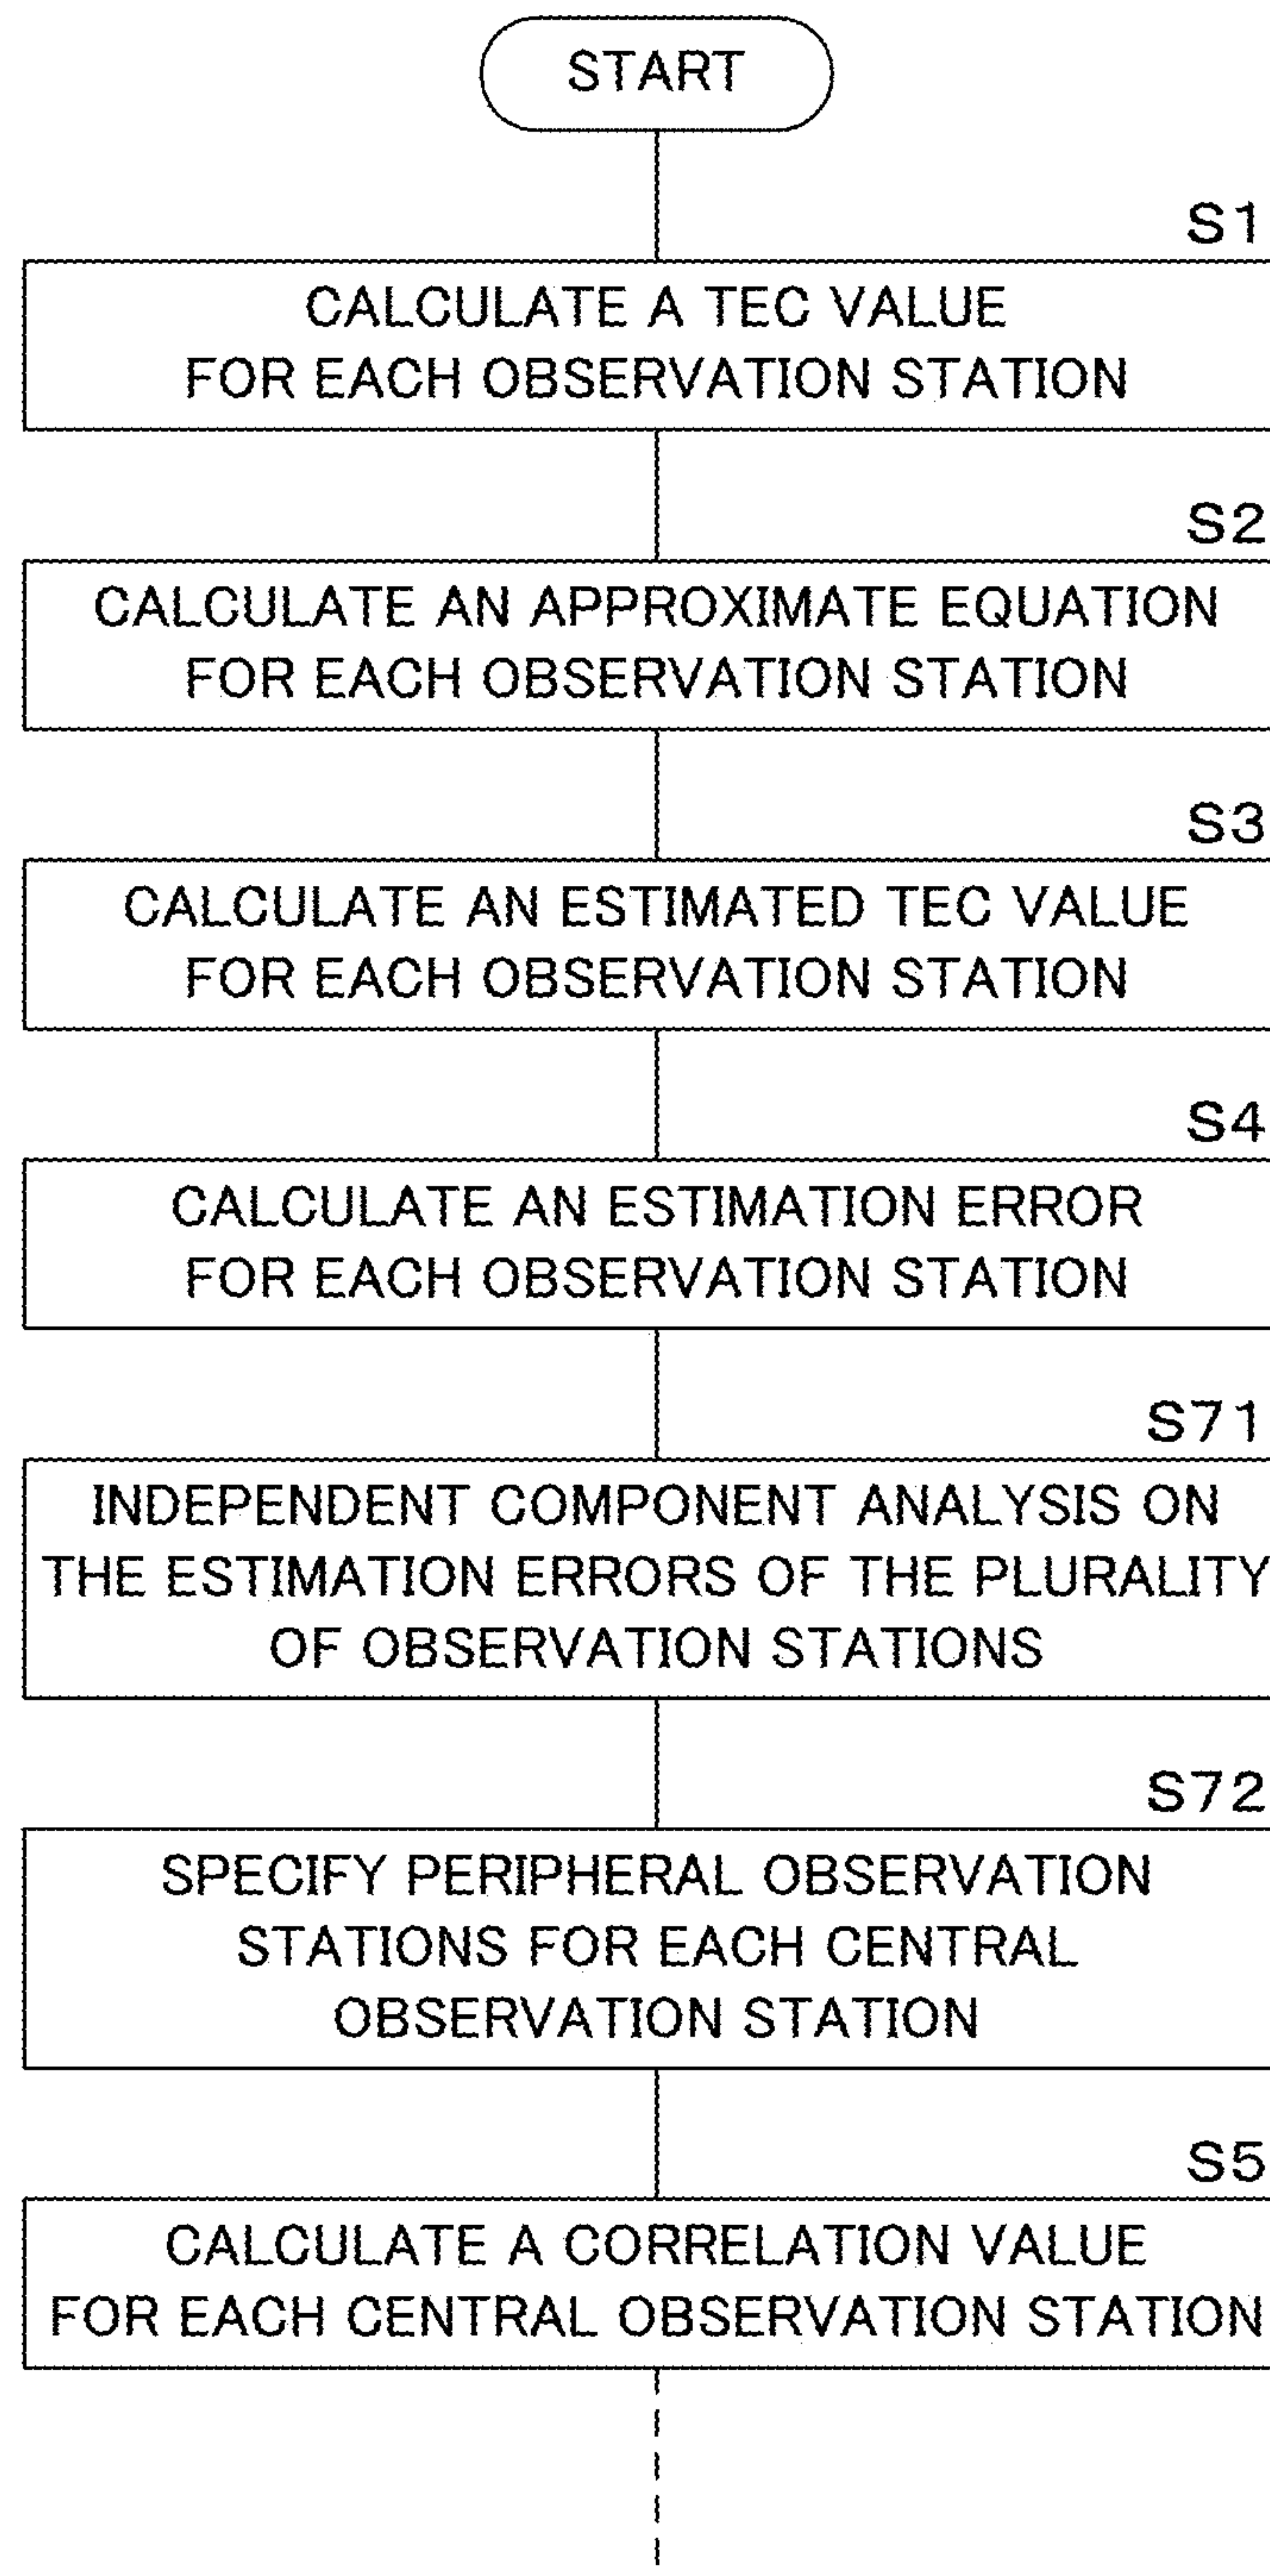 START
S1
CALCULATE A TEC VALUE
FOR EACH OBSERVATION STATION
S2
CALCULATE AN APPROXIMATE EQUATION
FOR EACH OBSERVATION STATION
S3
CALCULATE AN ESTIMATED TEC VALUE
FOR EACH OBSERVATION STATION
S4
CALCULATE AN ESTIMATION ERROR
FOR EACH OBSERVATION STATION
S71
INDEPENDENT COMPONENT ANALYSIS ON
THE ESTIMATION ERRORS OF THE PLURALITY
OF OBSERVATION STATIONS
S72
SPECIFY PERIPHERAL OBSERVATION
STATIONS FOR EACH CENTRAL
OBSERVATION STATION
S5
CALCULATE A CORRELATION VALUE
FOR EACH CENTRAL OBSERVATION STATION